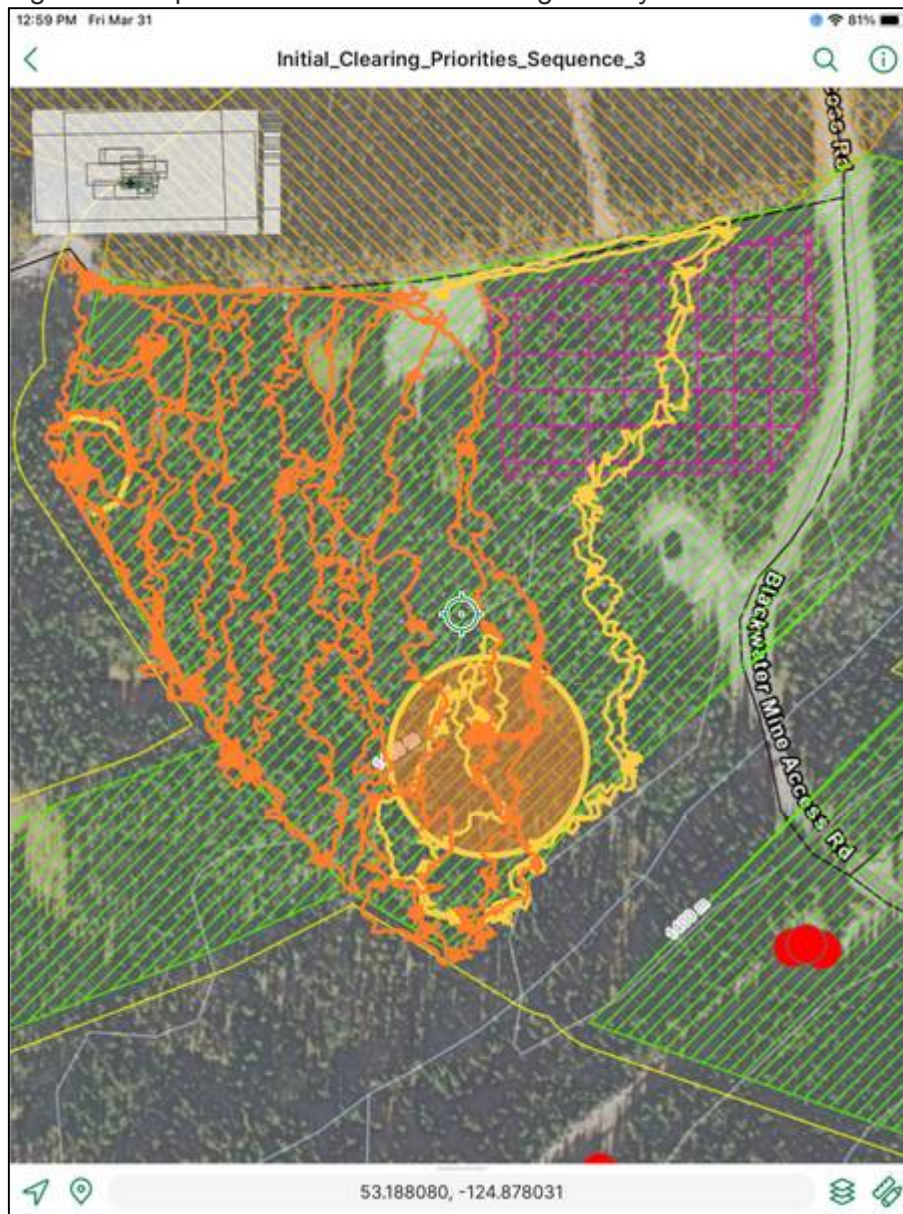 12:59 PM Fri Mar 31
81%
Initial_Clearing_Priorities_Sequence_3
Blackwater Mine Access Rd
53.188080, -124.878031